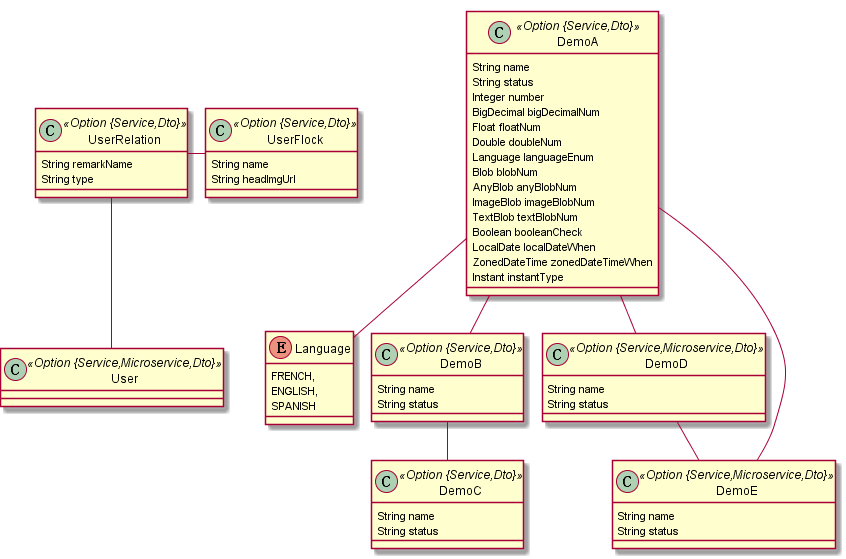 C «Option {Service,Dto}»
DemoA
String name
String status
Integer number
BigDecimal bigDecimalNum
Float floatNum
Double doubleNum
Language languageEnum
Blob blobNum
AnyBlob anyBlobNum
ImageBlob imageBlobNum
TextBlob textBlobNum
Boolean booleanCheck
LocalDate localDateWhen
ZonedDateTime zonedDateTimeWhen
Instant instantType
C «Option {Service,Dto}»
UserRelation
String remarkName
String type
C «Option {Service,Dto}»
UserFlock
String name
String headImgUrl
C «Option {Service,Microservice,Dto}»
User
E Language
FRENCH,
ENGLISH,
SPANISH
C «Option {Service,Dto}»
DemoB
String name
String status
C «Option {Service,Microservice,Dto}»
DemoD
String name
String status
C «Option {Service,Dto}»
DemoC
String name
String status
C «Option {Service,Microservice,Dto}»
DemoE
String name
String status